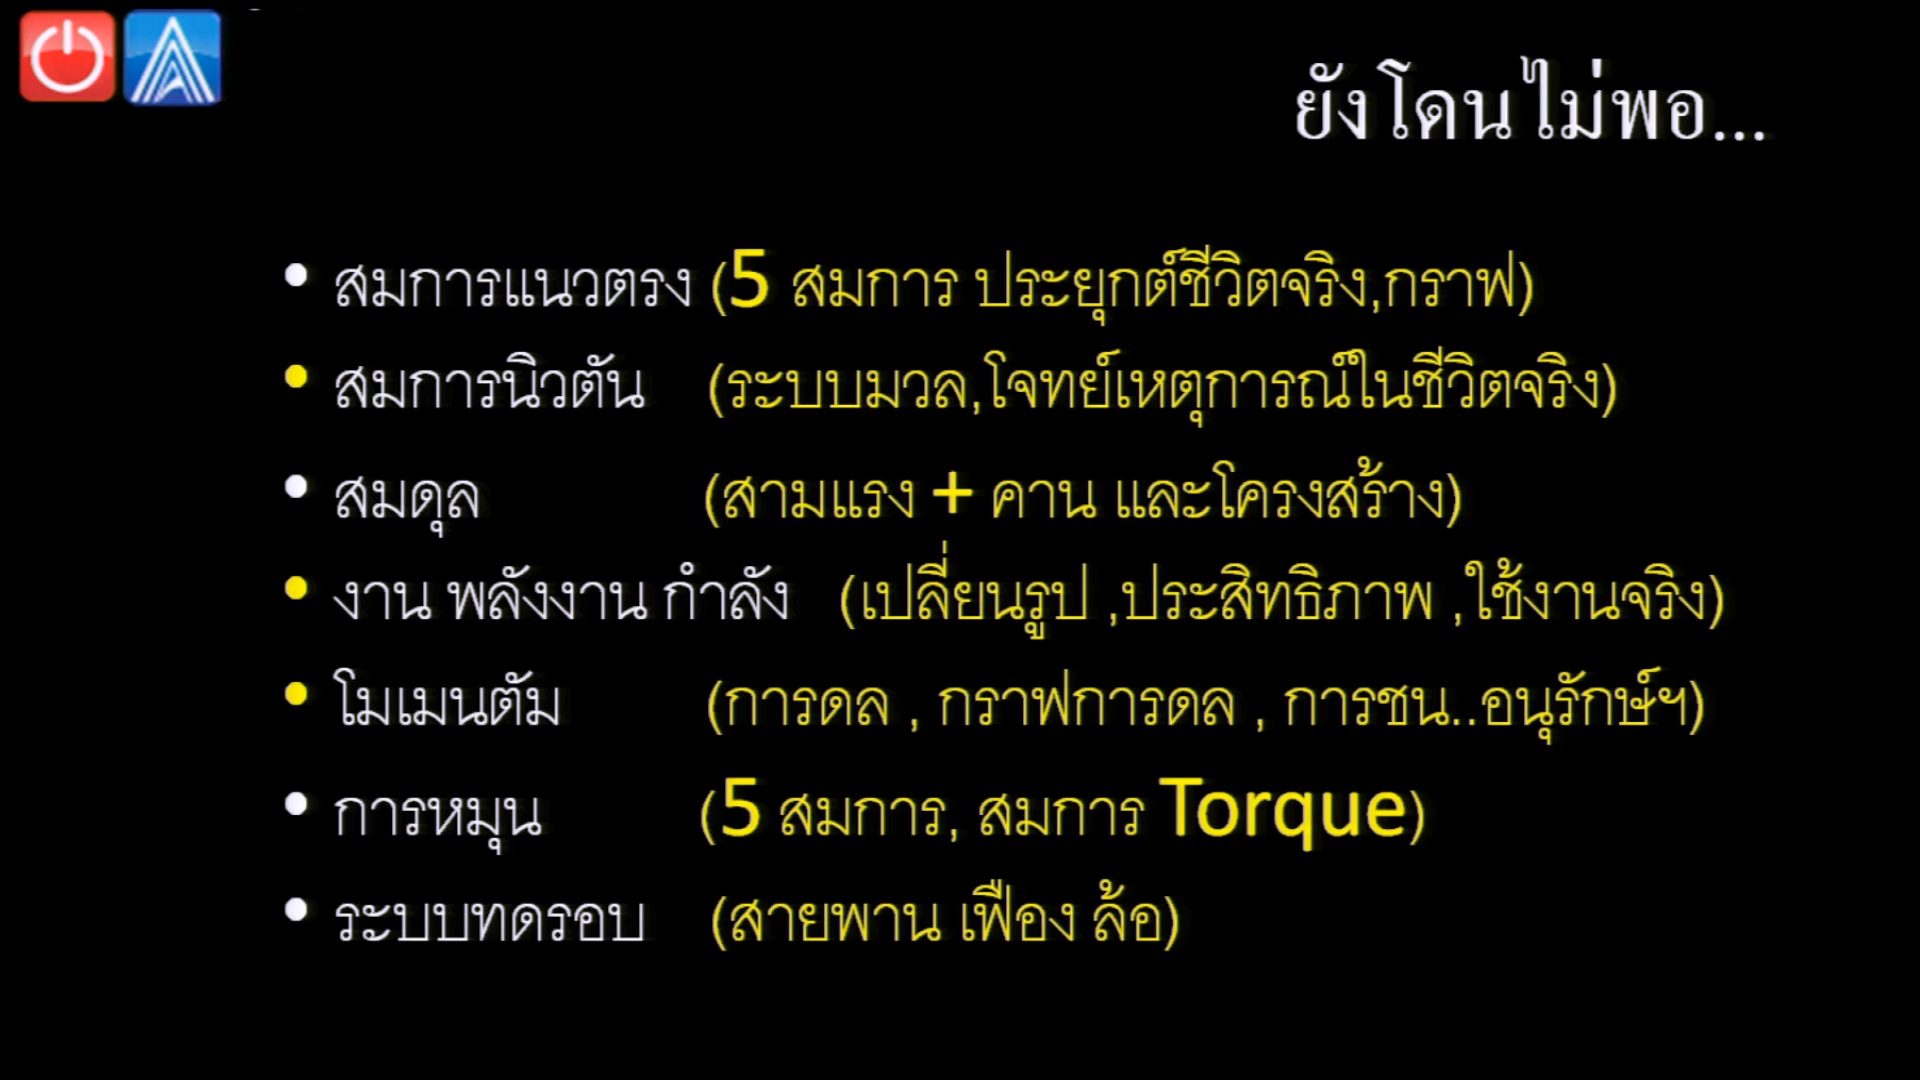 ยังโดนไม่พอ...
• สมการแนวตรง (5 สมการ ประยุกต์ชีวิตจริง,กราฟ)
• สมการนิวตัน (ระบบมวล,โจทย์เหตุการณ์ในชีวิตจริง)
• สมดุล (สามแรง + คาน และโครงสร้าง)
• งาน พลังงาน กำลัง (เปลี่ยนรูป ,ประสิทธิภาพ ,ใช้งานจริง)
• โมเมนตัม (การดล , กราฟการดล , การชน..อนุรักษ์ฯ)
• การหมุน (5 สมการ, สมการ Torque)
• ระบบทดรอบ (สายพาน เฟือง ล้อ)